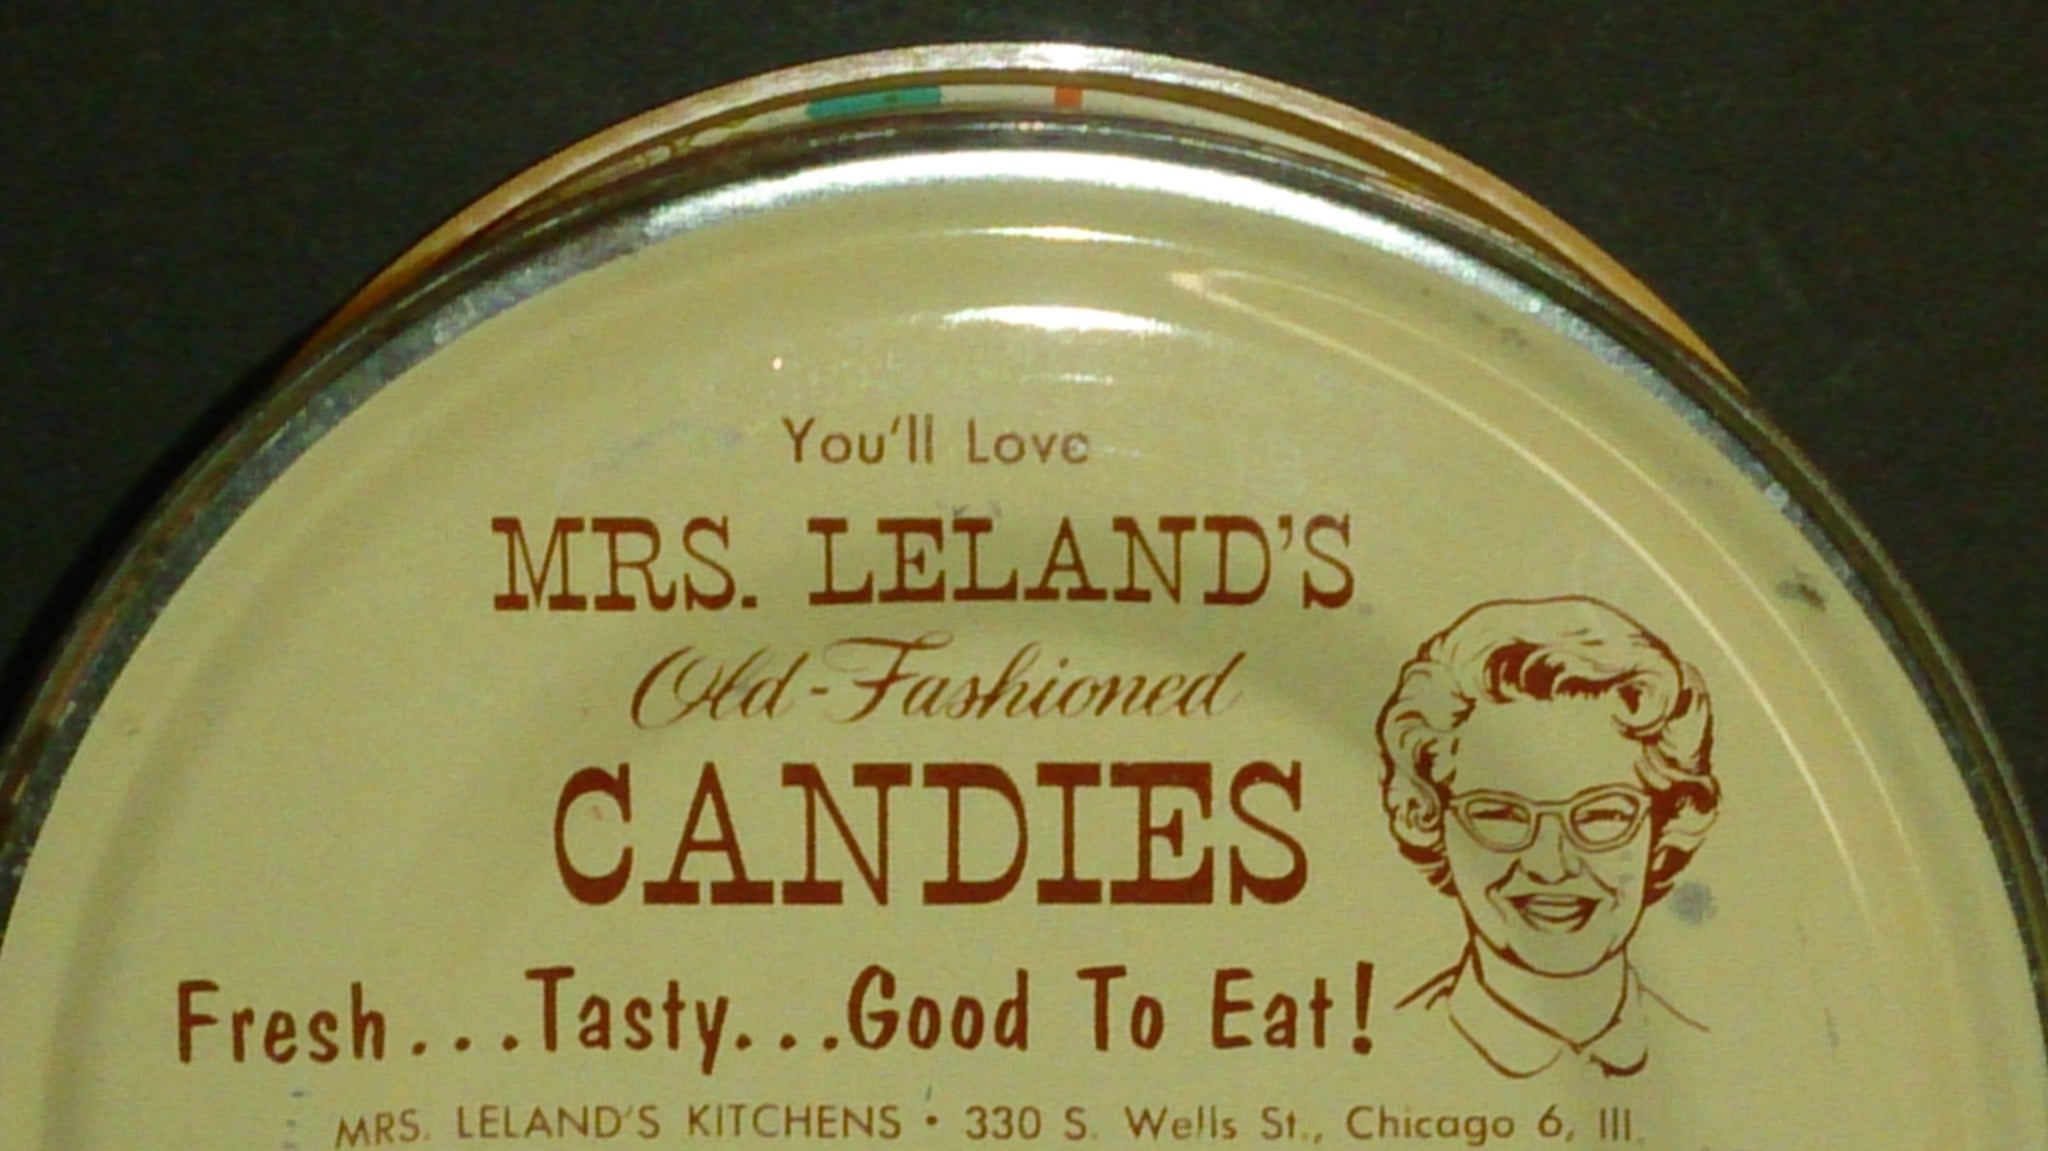 You'll Love
MRS. LELAND'S
Old-Fashioned
CANDIES
Fresh...Tasty...Good To Eat!
MRS. LELAND'S KITCHENS • 330 S. Wells St., Chicago 6, Ill.